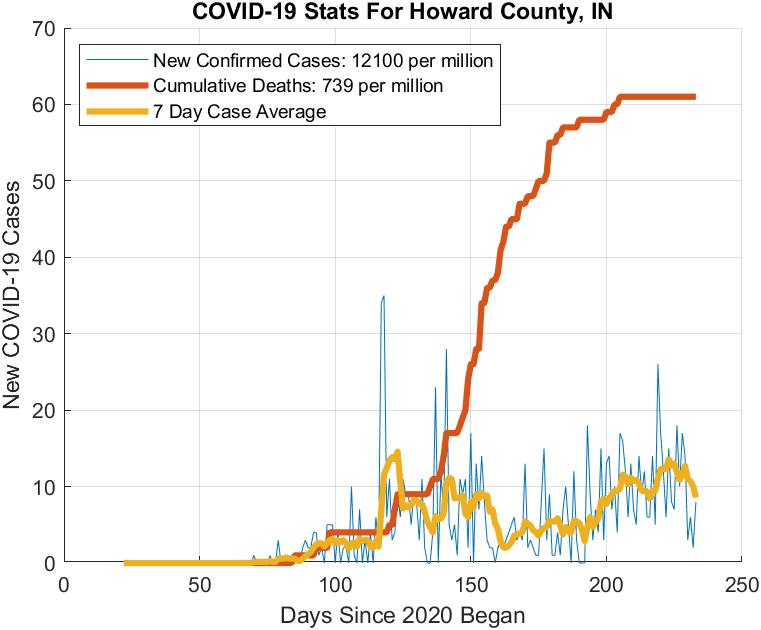 COVID-19 Stats For Howard County, IN
New Confirmed Cases: 12100 per million
Cumulative Deaths: 739 per million
7 Day Case Average
New COVID-19 Cases
70
60
50
40
30
20
10
0
0 50 100 150 200 250
Days Since 2020 Began